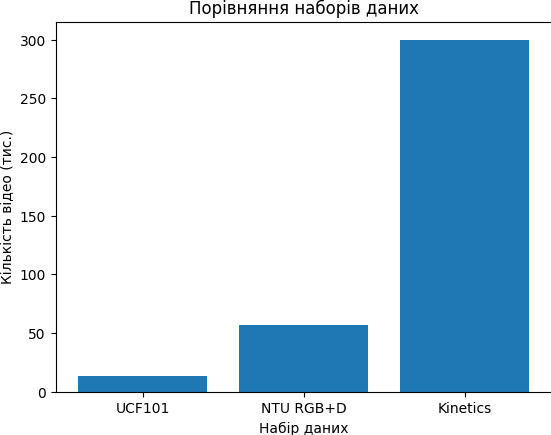 Порівняння наборів даних
Кількість відео (тис.)
300
250
200
150
100
50
0
UCF101 NTU RGB+D Kinetics
Набір даних